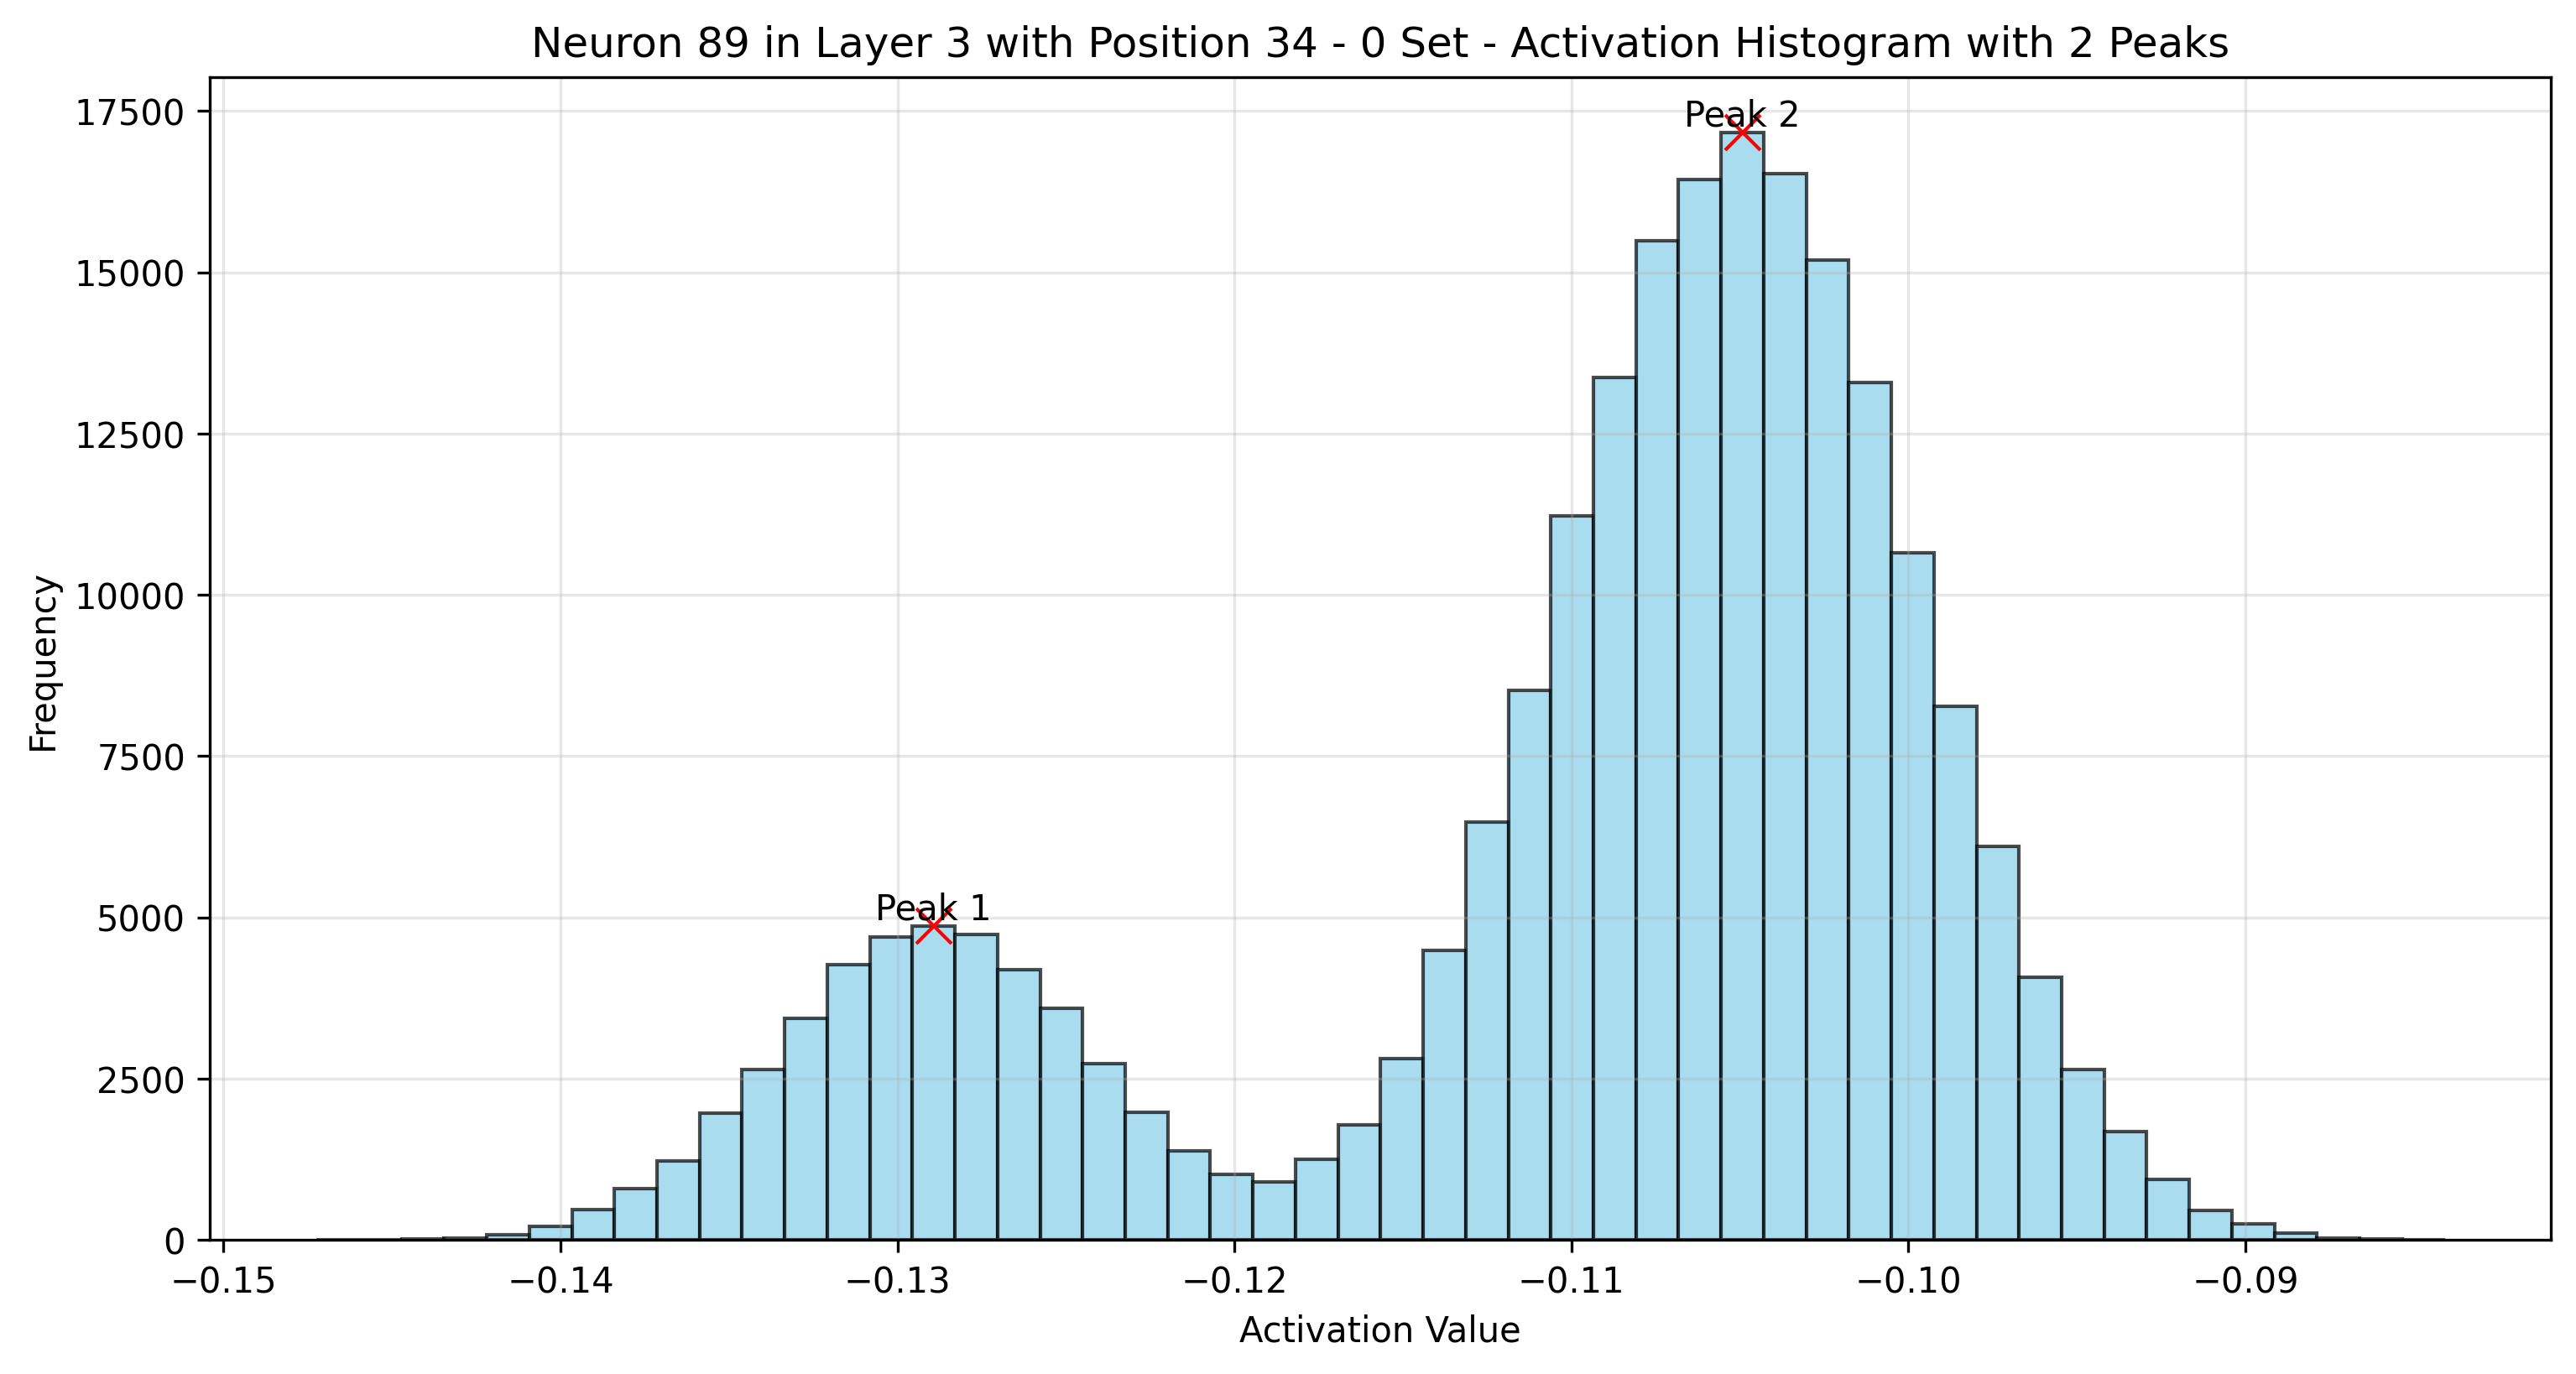 Neuron 89 in Layer 3 with Position 34 - 0 Set - Activation Histogram with 2 Peaks
17500
Peak 2
15000
12500
10000
Frequency
7500
Peak 1
5000
2500
0
−0.15 −0.14 −0.13 −0.12 −0.11 −0.10 −0.09
Activation Value